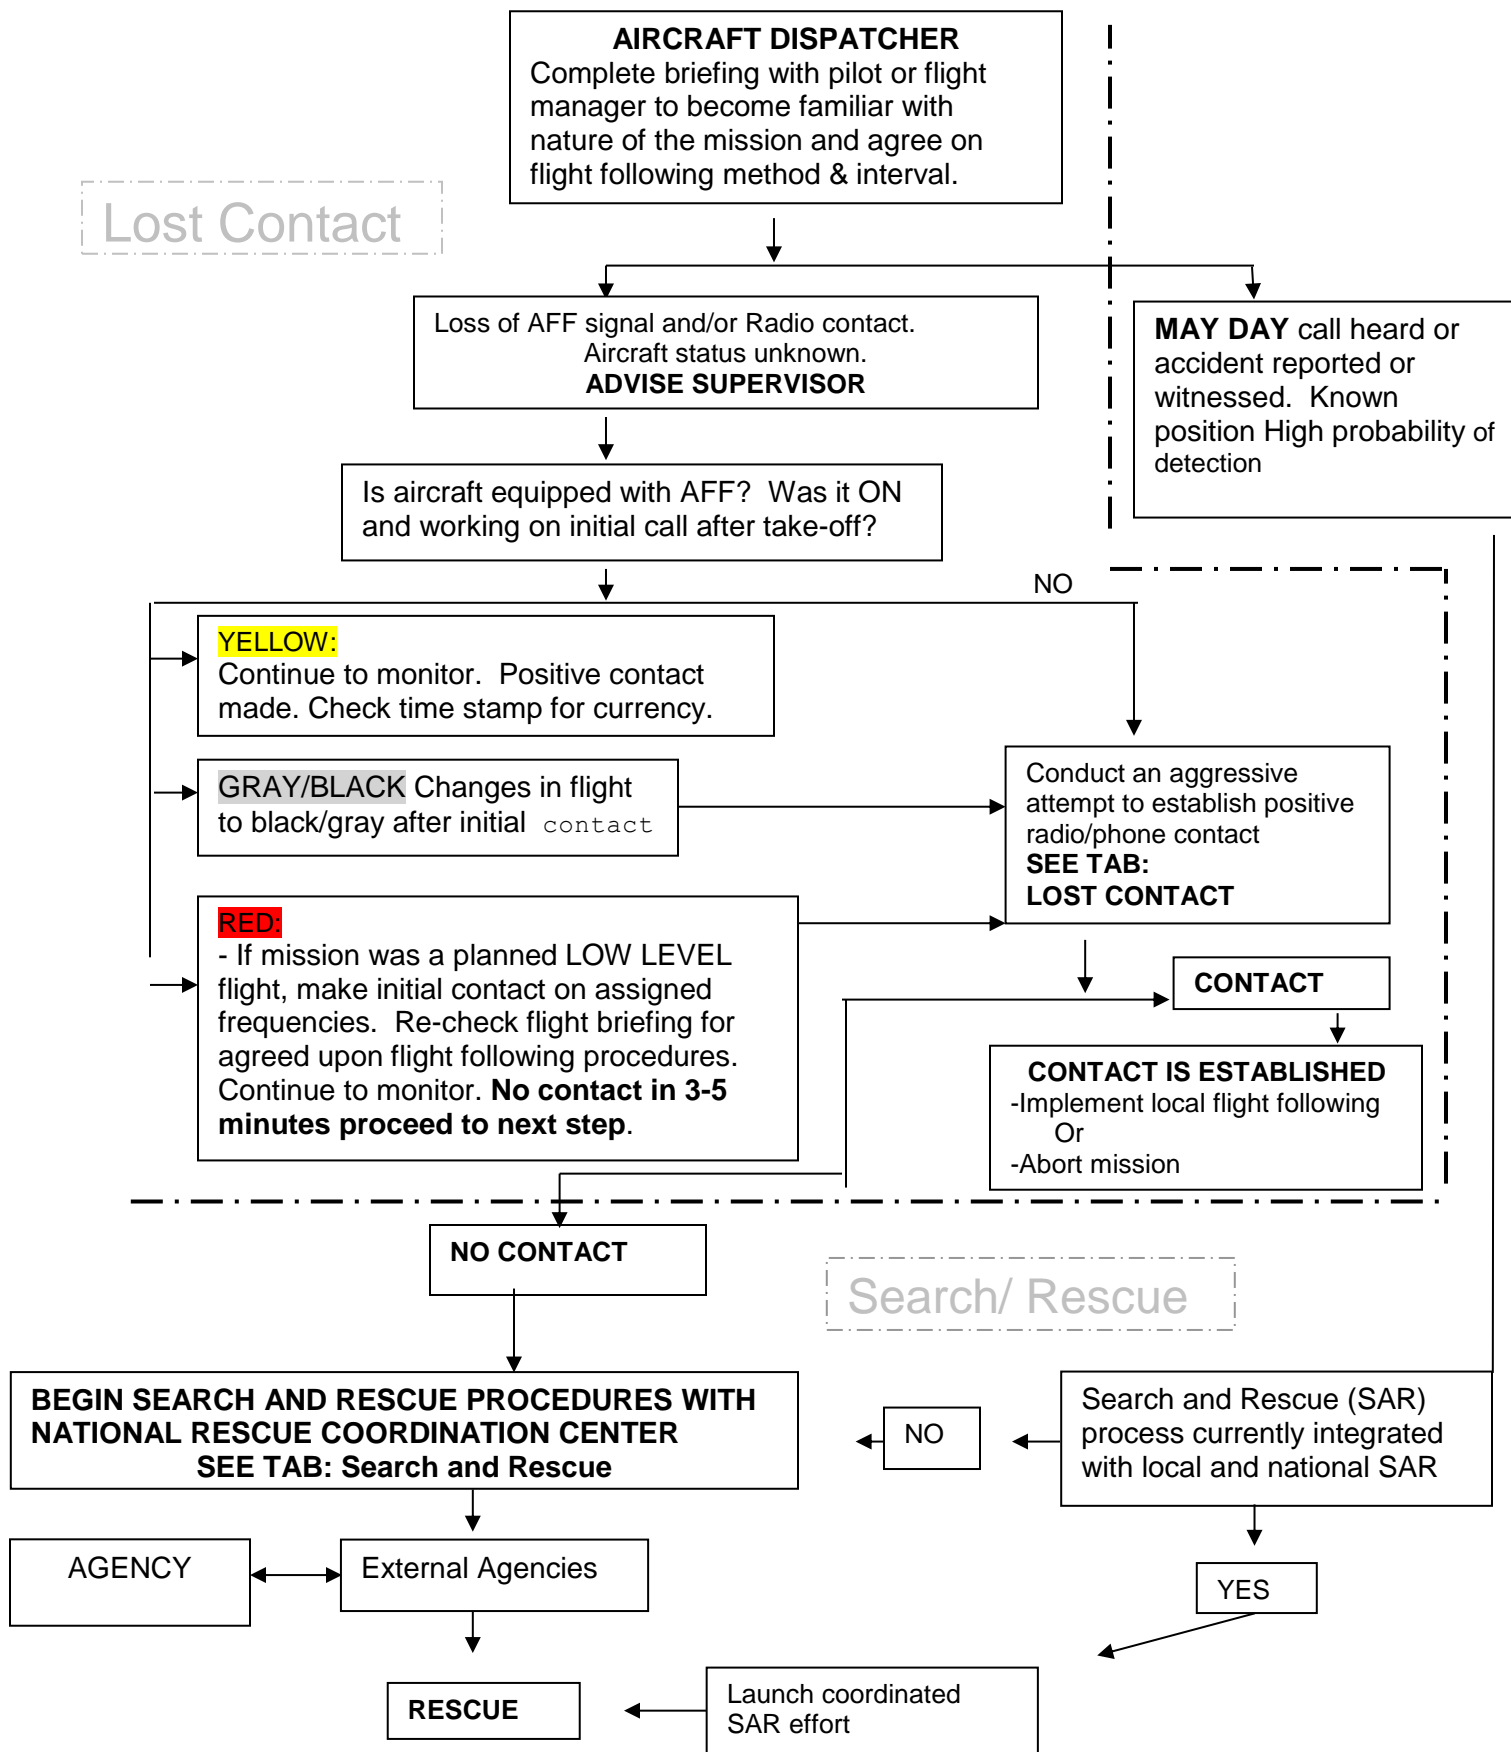 AIRCRAFT DISPATCHER
Complete briefing with pilot or flight
manager to become familiar with
nature of the mission and agree on
flight following method & interval.
Lost Contact
Loss of AFF signal and/or Radio contact.
Aircraft status unknown.
ADVISE SUPERVISOR
MAY DAY call heard or
accident reported or
witnessed. Known
position High probability of
detection
Is aircraft equipped with AFF? Was it ON
and working on initial call after take-off?
NO
YELLOW:
Continue to monitor. Positive contact
made. Check time stamp for currency.
GRAY/BLACK Changes in flight
to black/gray after initial contact
Conduct an aggressive
attempt to establish positive
radio/phone contact
SEE TAB:
LOST CONTACT
RED:
- If mission was a planned LOW LEVEL
flight, make initial contact on assigned
frequencies. Re-check flight briefing for
agreed upon flight following procedures.
Continue to monitor. No contact in 3-5
minutes proceed to next step.
CONTACT
CONTACT IS ESTABLISHED
-Implement local flight following
Or
-Abort mission
NO CONTACT
Search/ Rescue
BEGIN SEARCH AND RESCUE PROCEDURES WITH
NATIONAL RESCUE COORDINATION CENTER
SEE TAB: Search and Rescue
NO
Search and Rescue (SAR)
process currently integrated
with local and national SAR
AGENCY
External Agencies
YES
RESCUE
Launch coordinated
SAR effort